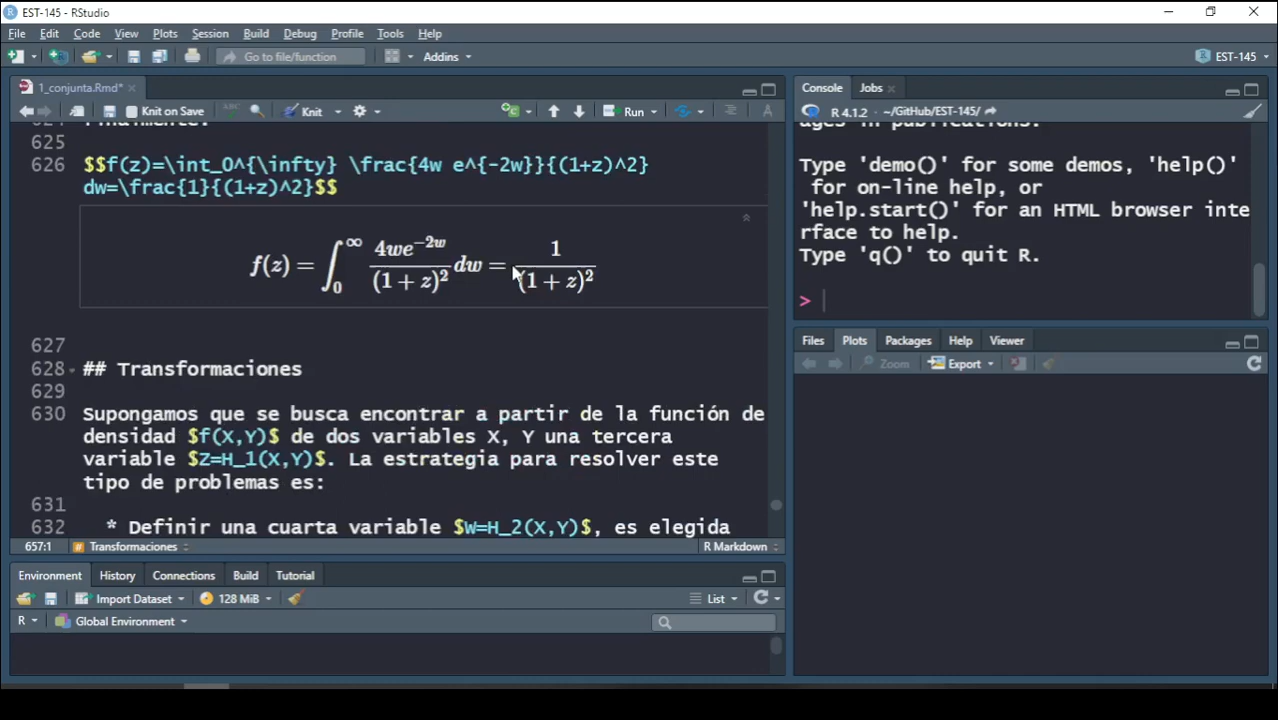 EST-145 - RStudio
File Edit Code View Plots Session Build Debug Profile Tools Help
Go to file/function Addins EST-145
1_conjunta.Rmd*
Knit on Save ABC Knit Run
625
626 $$f(z)=\int_0^{\infty} \frac{4w e^{-2w}}{(1+z)^2}
dw=\frac{1}{(1+z)^2}$$
f(z) = ∫_0^∞ 4we^{-2w}/(1 + z)^2 dw = 1/(1 + z)^2
627
628 ## Transformaciones
629
630 Supongamos que se busca encontrar a partir de la función de
densidad $f(X,Y)$ de dos variables X, Y una tercera
variable $Z=H_1(X,Y)$. La estrategia para resolver este
tipo de problemas es:
631
632 * Definir una cuarta variable $W=H_2(X,Y)$, es elegida
657:1 # Transformaciones R Markdown
Environment History Connections Build Tutorial
Import Dataset 128 MiB List
R Global Environment
Console Jobs
R 4.1.2 · ~/GitHub/EST-145/
ages in publications.
Type 'demo()' for some demos, 'help()'
for on-line help, or
'help.start()' for an HTML browser inte
rface to help.
Type 'q()' to quit R.
>
Files Plots Packages Help Viewer
Zoom Export